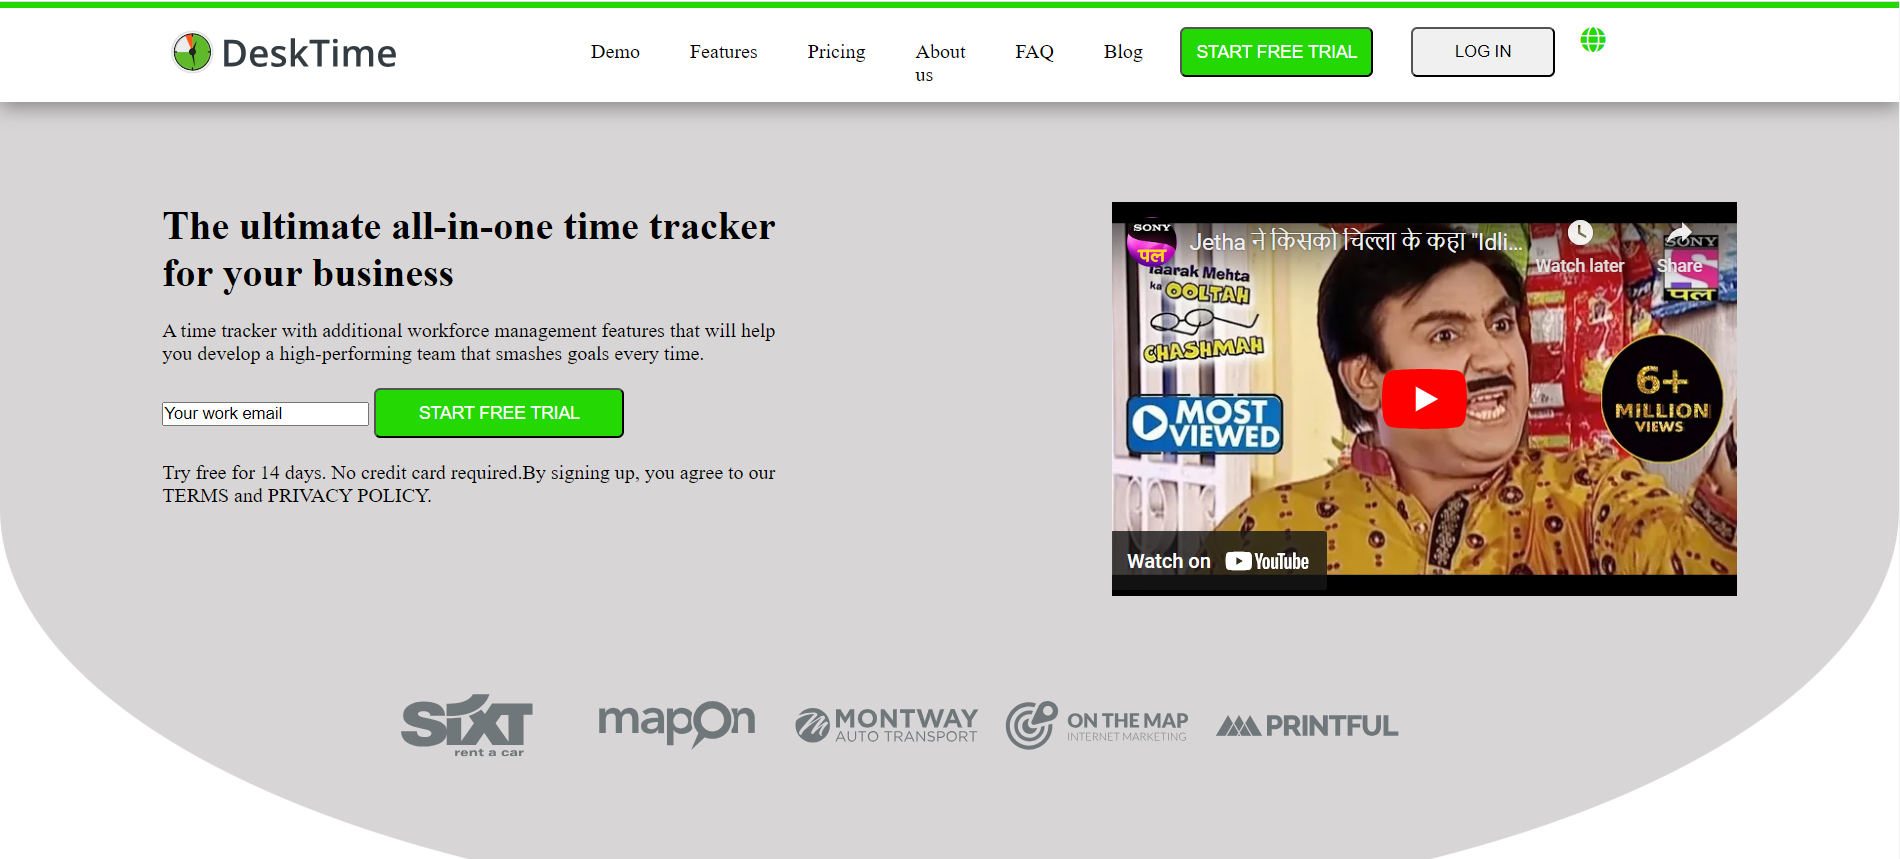 DeskTime
Demo
Features
Pricing
About
us
FAQ
Blog
START FREE TRIAL
LOG IN
The ultimate all-in-one time tracker
for your business
A time tracker with additional workforce management features that will help
you develop a high-performing team that smashes goals every time.
Your work email
START FREE TRIAL
Try free for 14 days. No credit card required.By signing up, you agree to our
TERMS and PRIVACY POLICY.
SONY
पल
Jetha ने किसको चिल्ला के कहा "Idli...
Watch later
Share
SONY
S
पल
Taarak Mehta
ka OOLTAH
CHASHMAH
MOST
VIEWED
6+
MILLION
VIEWS
Watch on YouTube
SIXT
rent a car
mapon
MONTWAY
AUTO TRANSPORT
ON THE MAP
INTERNET MARKETING
PRINTFUL